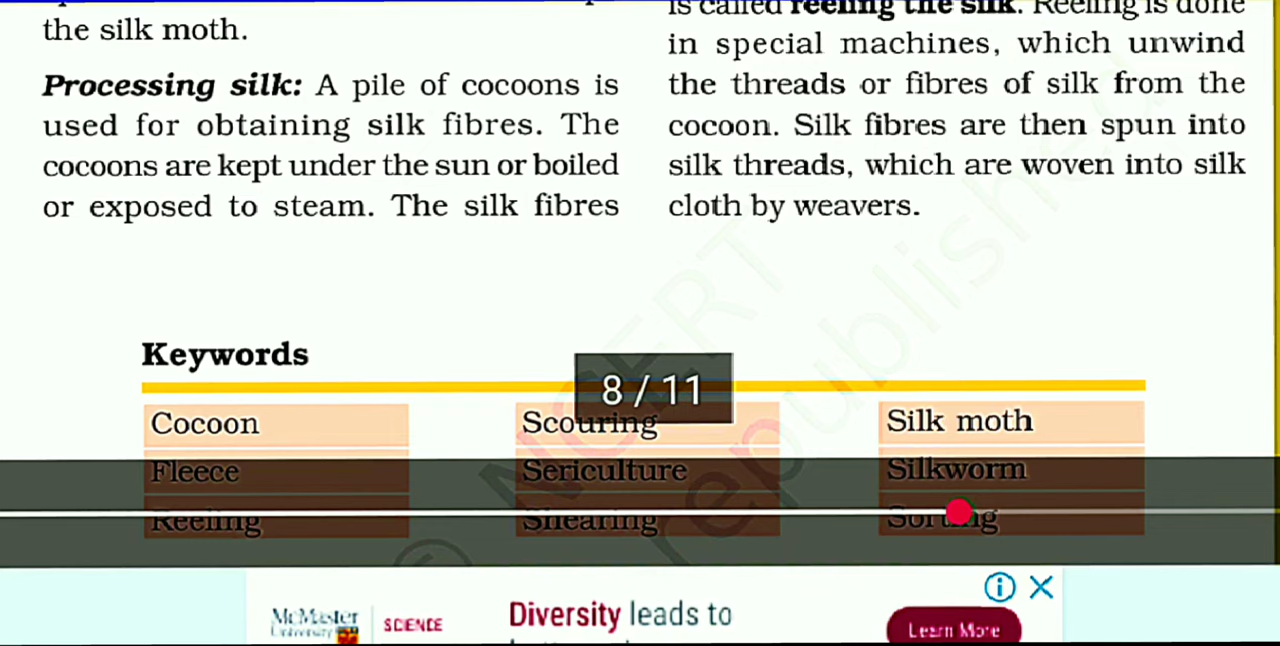 the silk moth.
Processing silk: A pile of cocoons is
used for obtaining silk fibres. The
cocoons are kept under the sun or boiled
or exposed to steam. The silk fibres
is called reeling the silk. Reeling is done
in special machines, which unwind
the threads or fibres of silk from the
cocoon. Silk fibres are then spun into
silk threads, which are woven into silk
cloth by weavers.
Keywords
8 / 11
Cocoon
Scouring
Silk moth
Fleece
Sericulture
Silkworm
Reeling
Shearing
Sorting
© NCERT
republished
McMaster
University
SCIENCE
Diversity leads to
Learn More